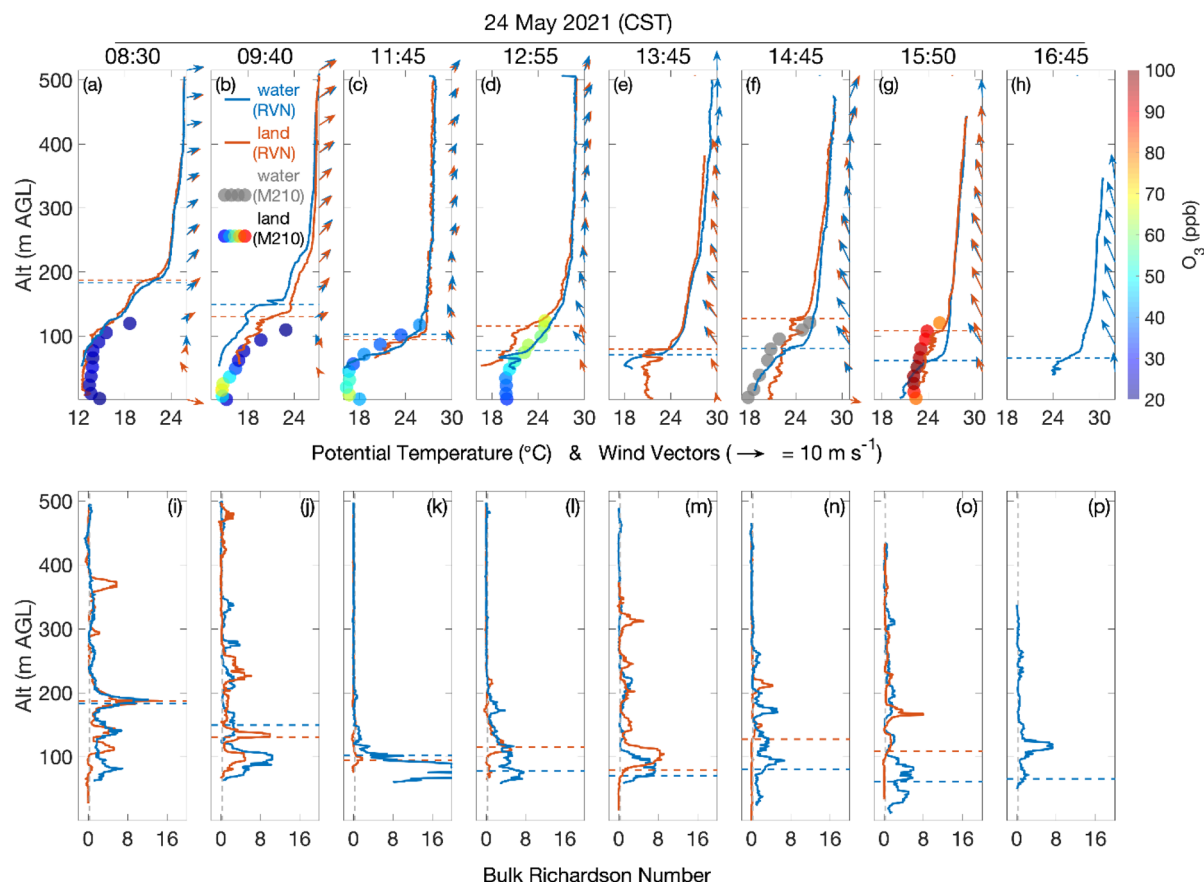 24 May 2021 (CST)
08:30 09:40 11:45 12:55 13:45 14:45 15:50 16:45
(a) (b) (c) (d) (e) (f) (g) (h)
water
(RVN)
land
(RVN)
water
(M210)
land
(M210)
Alt (m AGL)
500
400
300
200
100
12 18 24 18 24 18 24 30 18 24 30 18 24 30 18 24 30 18 24 30 18 24 30
100
90
80
70
60
50
40
30
20
O3 (ppb)
Potential Temperature (°C) & Wind Vectors ( → = 10 m s-1)
(i) (j) (k) (l) (m) (n) (o) (p)
Alt (m AGL)
500
400
300
200
100
0 8 16 0 8 16 0 8 16 0 8 16 0 8 16 0 8 16 0 8 16 0 8 16
Bulk Richardson Number